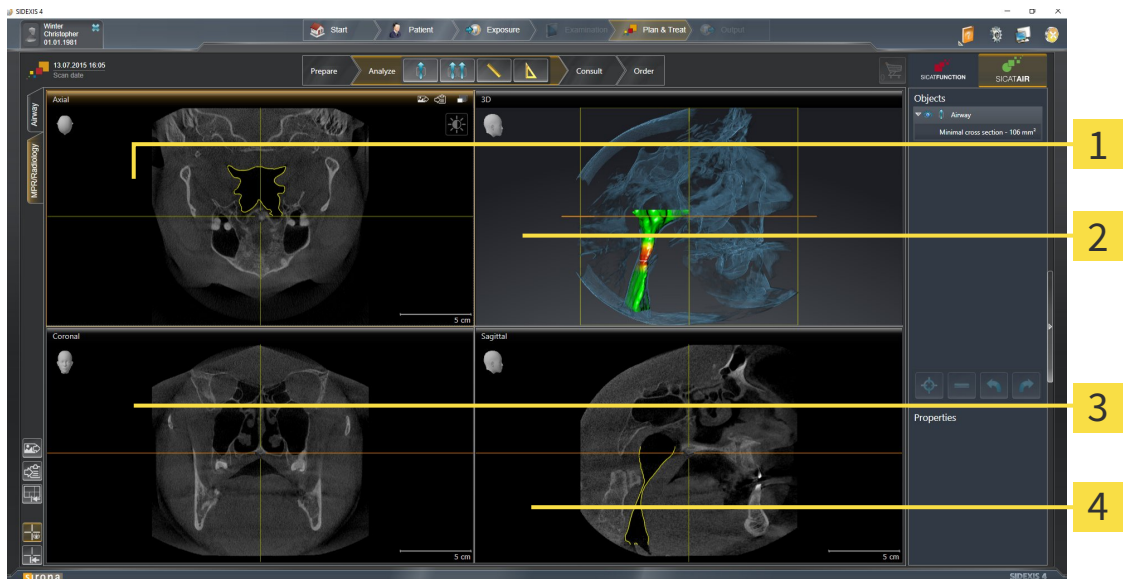 SIDEXIS 4
Winter
Christopher
01.01.1981
Start
Patient
Exposure
Examination
Plan & Treat
Output
13.07.2015 16:05
Scan date
Prepare
Analyze
Consult
Order
SICATFUNCTION
SICATAIR
Airway
MPR/Radiology
Axial
5 cm
3D
Objects
Airway
Minimal cross section - 106 mm²
1
2
Coronal
5 cm
Sagittal
5 cm
Properties
3
4
sirona
SIDEXIS 4